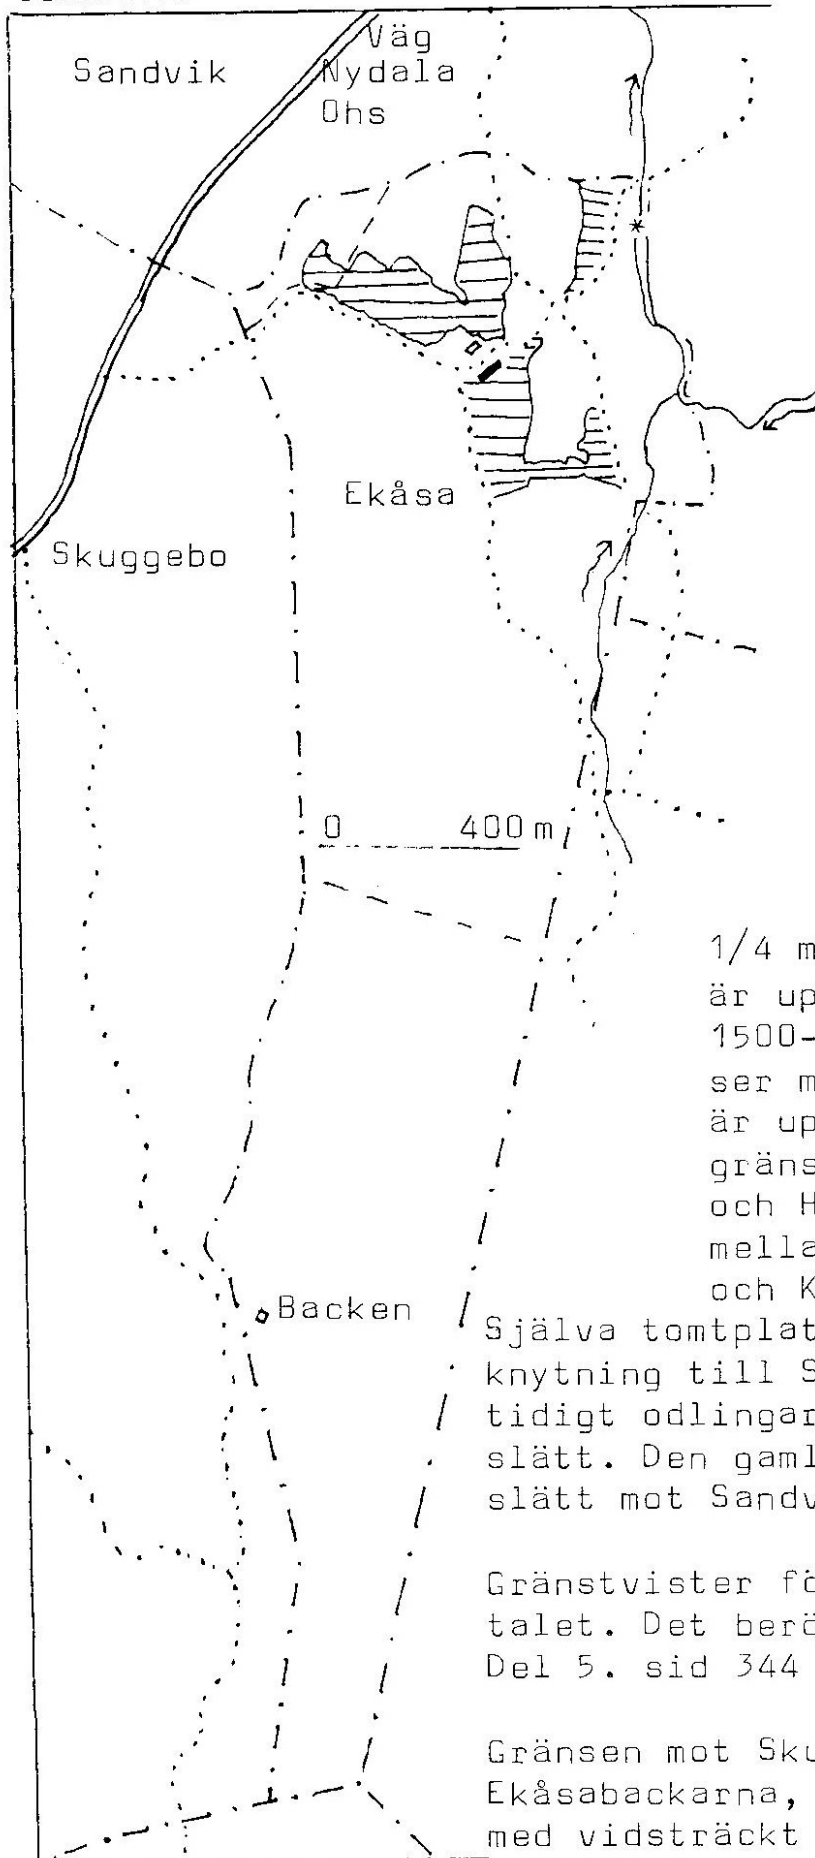 Väg
Sandvik Nydala
Ohs
Ekåsa
Skuggebo
0 400 m
1/4 m
är up
1500-
ser m
är up
gräns
och H
mella
och K
Backen
Själva tomtplat
knytning till S
tidigt odlingar
slätt. Den gaml
slätt mot Sandv
Gränstvister fö
talet. Det berö
Del 5. sid 344
Gränsen mot Sku
Ekåsabackarna,
med vidsträckt